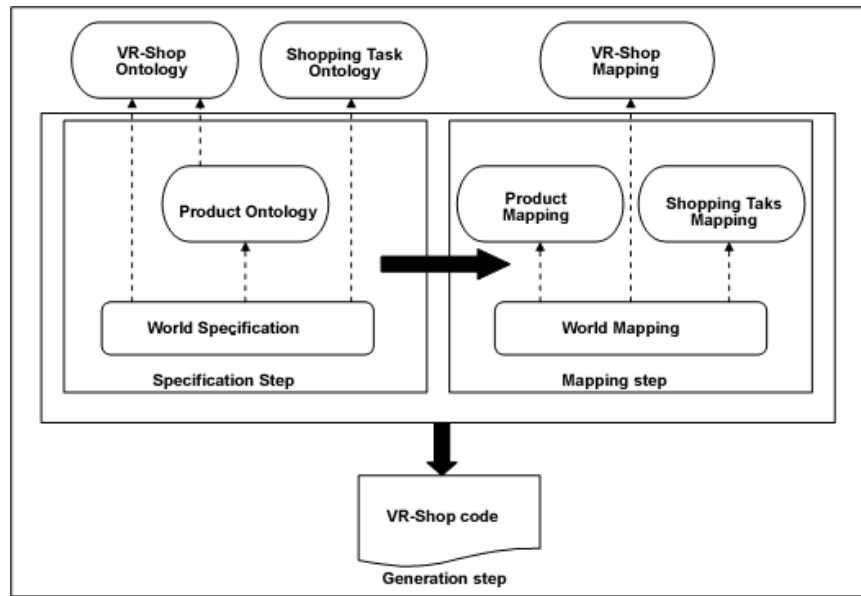 VR-Shop
Ontology
Shopping Task
Ontology
VR-Shop
Mapping
Product Ontology
Product
Mapping
Shopping Taks
Mapping
World Specification
World Mapping
Specification Step
Mapping step
VR-Shop code
Generation step